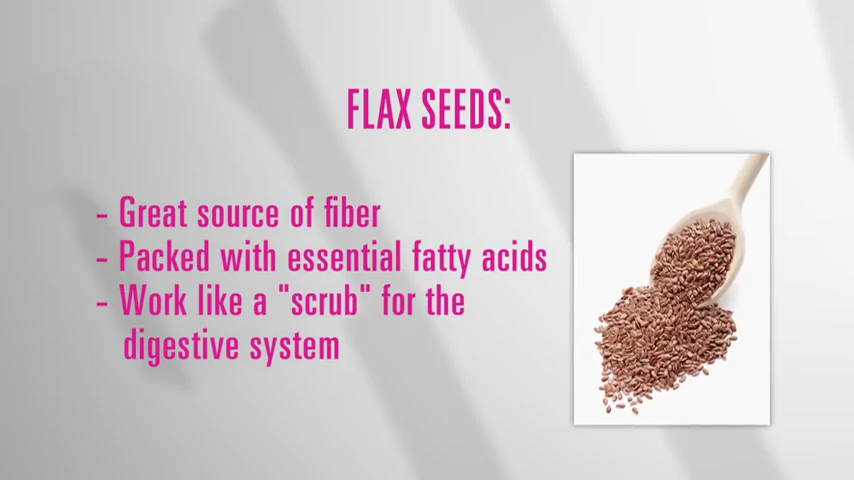 FLAX SEEDS:
- Great source of fiber
- Packed with essential fatty acids
- Work like a "scrub" for the
digestive system